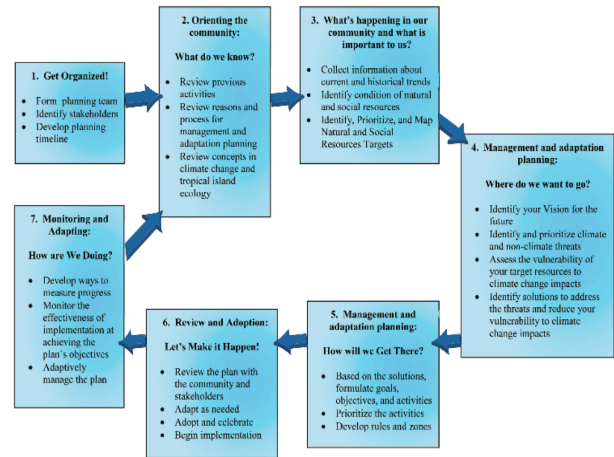 1. Get Organized!
• Form planning team
• Identify stakeholders
• Develop planning
timeline
2. Orienting the
community:
What do we know?
• Review previous
activities
• Review reasons and
process for
management and
adaptation planning
• Review concepts in
climate change and
tropical island
ecology
3. What's happening in our
community and what is
important to us?
• Collect information about
current and historical trends
• Identify condition of natural
and social resources
• Identify, Prioritize, and Map
Natural and Social
Resources Targets
4. Management and adaptation
planning:
Where do we want to go?
• Identify your Vision for the
future
• Identify and prioritize climate
and non-climate threats
• Assess the vulnerability of
your target resources to
climate change impacts
• Identify solutions to address
the threats and reduce your
vulnerability to climate
change impacts
5. Management and
adaptation planning:
How will we Get There?
• Based on the solutions,
formulate goals,
objectives, and activities
• Prioritize the activities
• Develop rules and zones
6. Review and Adoption:
Let's Make it Happen!
• Review the plan with
the community and
stakeholders
• Adapt as needed
• Adopt and celebrate
• Begin implementation
7. Monitoring and
Adapting:
How are We Doing?
• Develop ways to
measure progress
• Monitor the
effectiveness of
implementation at
achieving the
plan's objectives
• Adaptively
manage the plan